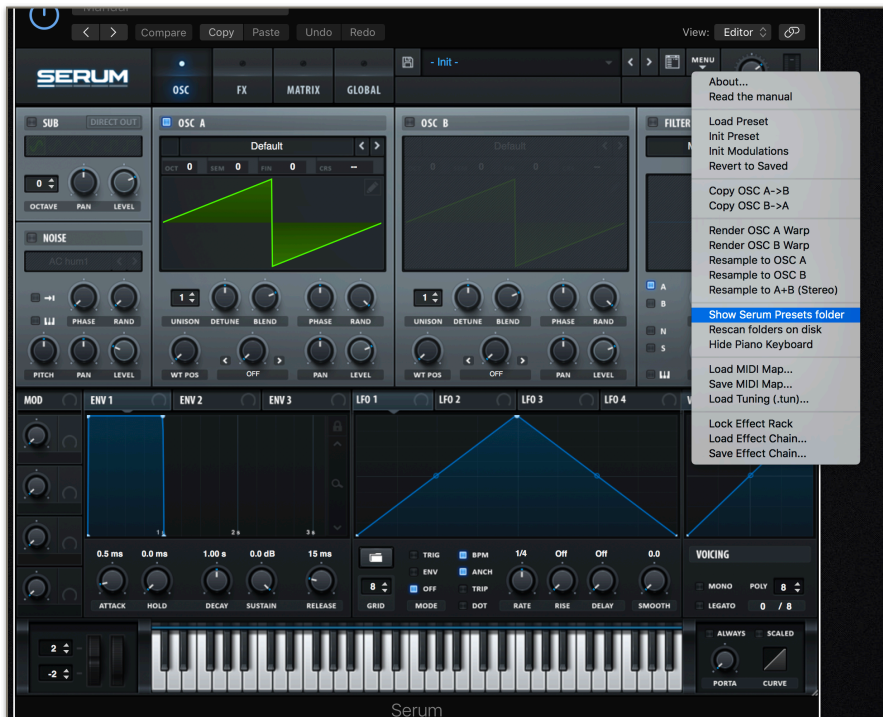 Manual
Compare Copy Paste Undo Redo
View: Editor
SERUM
OSC FX MATRIX GLOBAL
- Init -
MENU
About...
Read the manual
Load Preset
Init Preset
Init Modulations
Revert to Saved
Copy OSC A->B
Copy OSC B->A
Render OSC A Warp
Render OSC B Warp
Resample to OSC A
Resample to OSC B
Resample to A+B (Stereo)
Show Serum Presets folder
Rescan folders on disk
Hide Piano Keyboard
Load MIDI Map...
Save MIDI Map...
Load Tuning (.tun)...
Lock Effect Rack
Load Effect Chain...
Save Effect Chain...
SUB DIRECT OUT
0
OCTAVE PAN LEVEL
NOISE
AC hum1
PHASE RAND
PITCH PAN LEVEL
OSC A
Default
OCT 0 SEM 0 FIN 0 CRS --
1
UNISON DETUNE BLEND PHASE RAND
WT POS OFF PAN LEVEL
OSC B
Default
0 0 0 --
1
UNISON DETUNE BLEND PHASE RAND
WT POS OFF PAN LEVEL
FILTER
A
B
N
S
MOD ENV 1 ENV 2 ENV 3 LFO 1 LFO 2 LFO 3 LFO 4
1 s 2 s 3 s
0.5 ms 0.0 ms 1.00 s 0.0 dB 15 ms
ATTACK HOLD DECAY SUSTAIN RELEASE
8
GRID
TRIG BPM
ENV ANCH
OFF TRIP
MODE DOT
1/4 Off Off 0.0
RATE RISE DELAY SMOOTH
VOICING
MONO POLY 8
LEGATO 0 / 8
ALWAYS SCALED
PORTA CURVE
2
-2
Serum